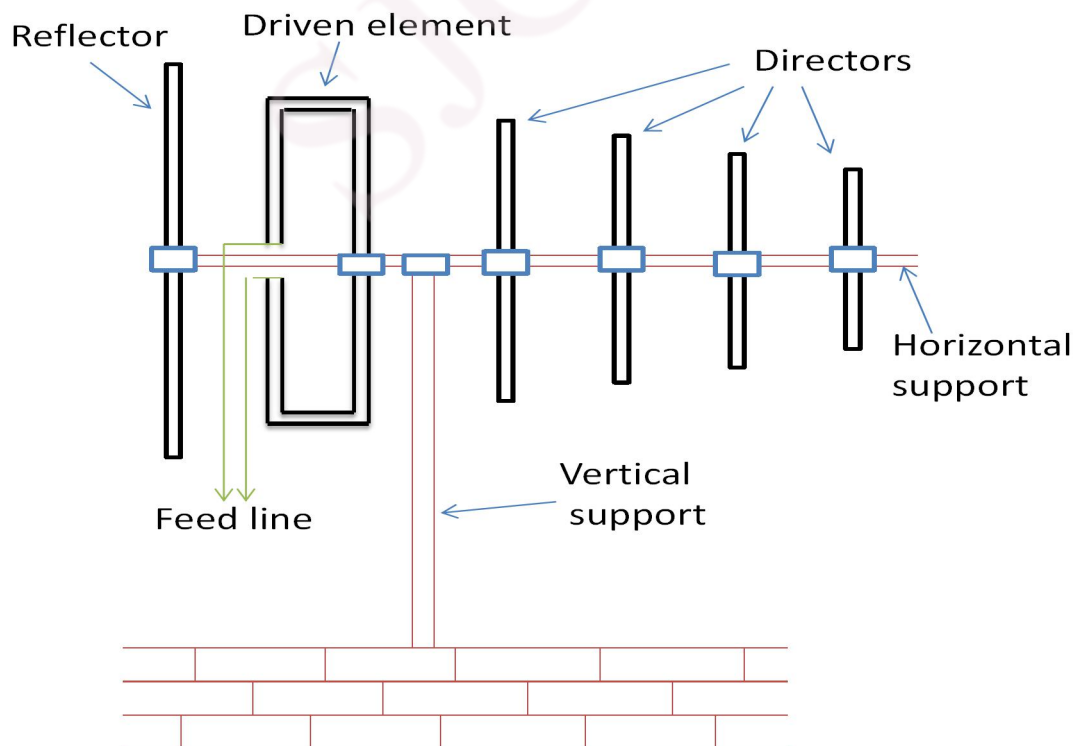 Driven element
Reflector
Directors
Horizontal
support
Vertical
support
Feed line